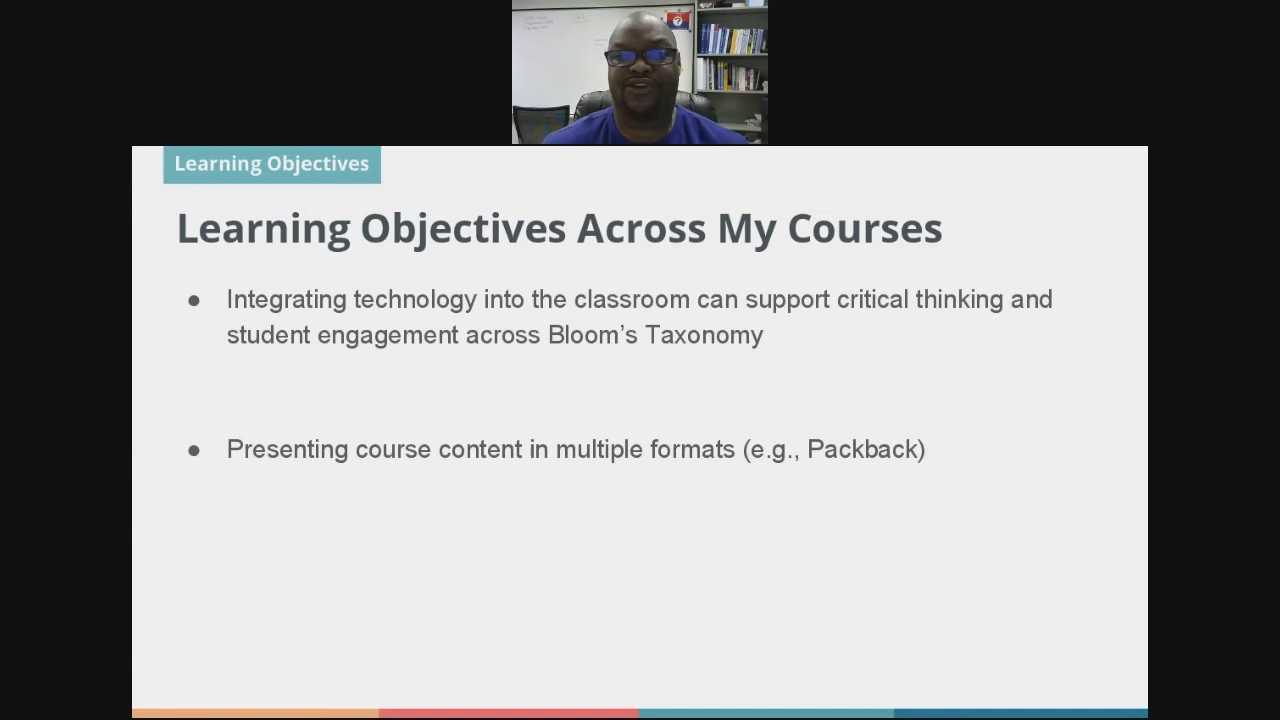 Learning Objectives
Learning Objectives Across My Courses
● Integrating technology into the classroom can support critical thinking and
student engagement across Bloom’s Taxonomy
● Presenting course content in multiple formats (e.g., Packback)